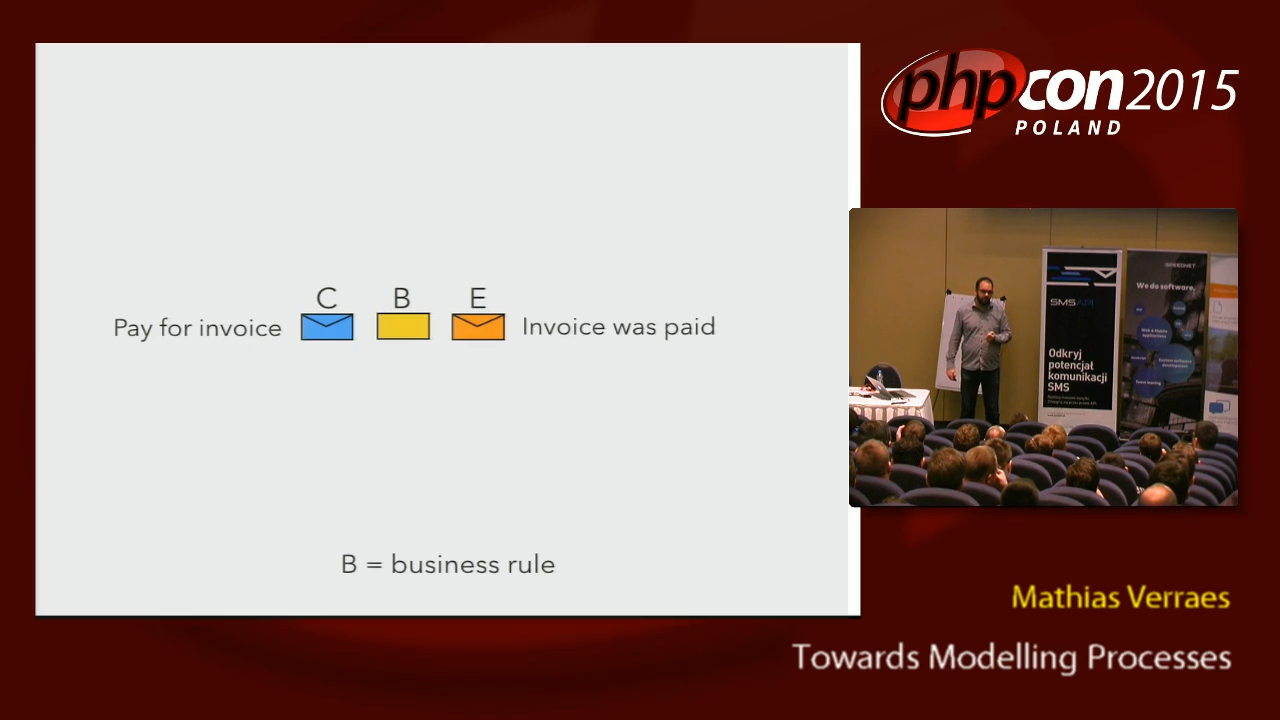 C B E
Pay for invoice Invoice was paid
B = business rule
phpcon2015
POLAND
SPEEDNET
We do software.
SMSAPI
Odkryj
potencjał
komunikacji
SMS
Mathias Verraes
Towards Modelling Processes